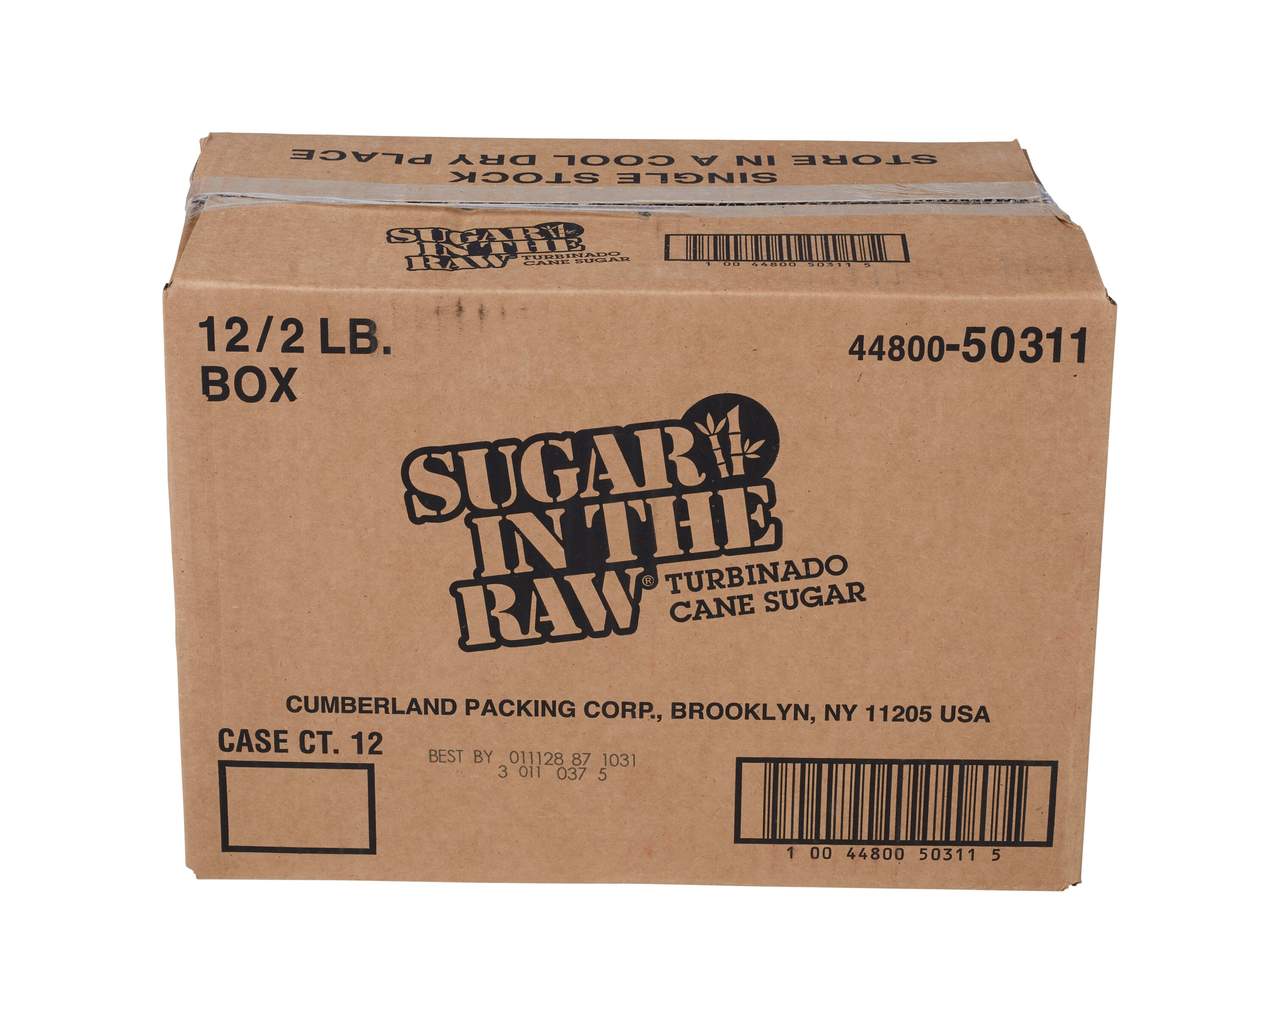 STORE IN A COOL DRY PLACE
SINGLE STOCK
SUGAR
IN THE
RAW TURBINADO
CANE SUGAR
1 00 44800 50311 5
12/2 LB.
BOX
44800-50311
SUGAR
IN THE
RAW® TURBINADO
CANE SUGAR
CUMBERLAND PACKING CORP., BROOKLYN, NY 11205 USA
CASE CT. 12
BEST BY 011128 87 1031
3 011 037 5
1 00 44800 50311 5